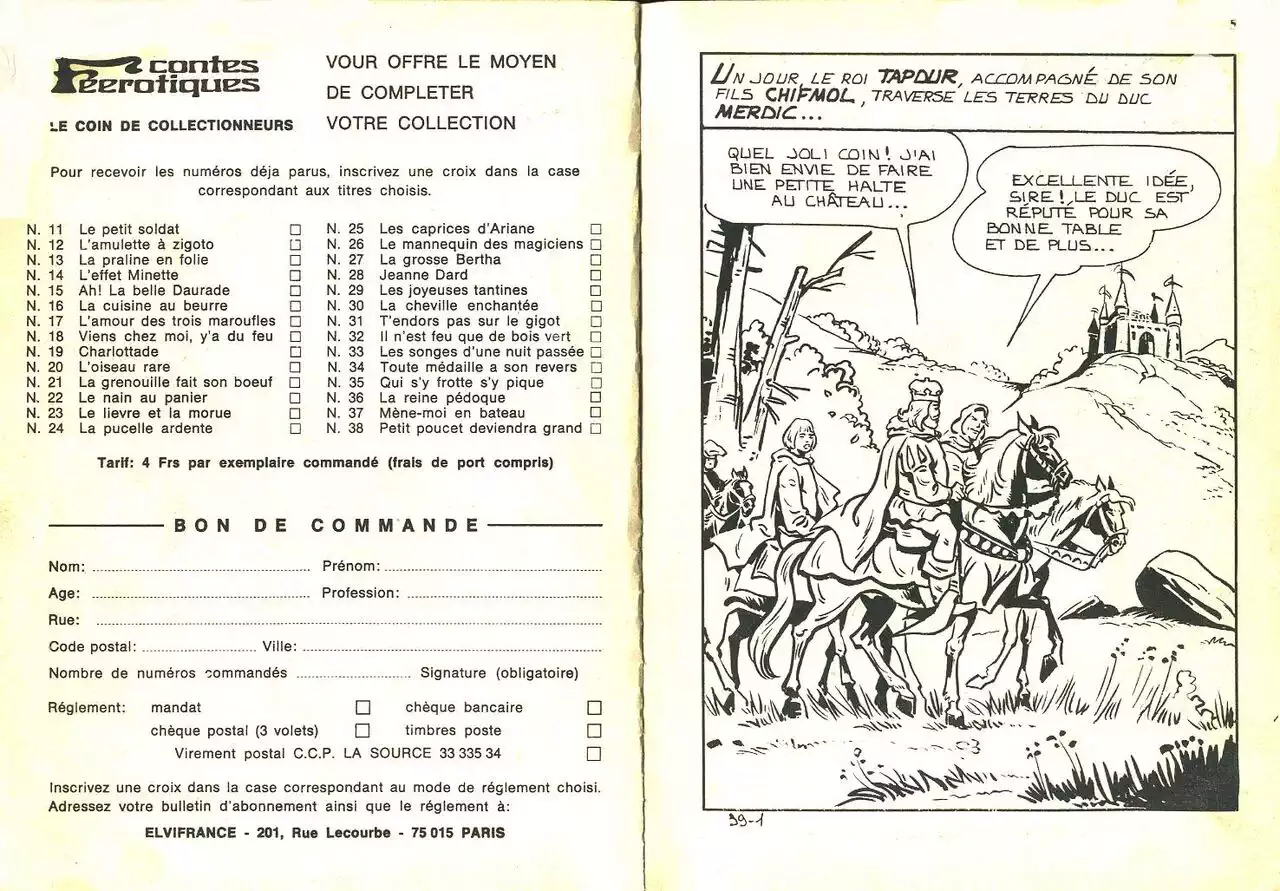 contes
Féerotiques
LE COIN DE COLLECTIONNEURS
VOUR OFFRE LE MOYEN
DE COMPLETER
VOTRE COLLECTION
Pour recevoir les numéros déja parus, inscrivez une croix dans la case
correspondant aux titres choisis.
N. 11 Le petit soldat
N. 12 L'amulette à zigoto
N. 13 La praline en folie
N. 14 L'effet Minette
N. 15 Ah! La belle Daurade
N. 16 La cuisine au beurre
N. 17 L'amour des trois maroufles
N. 18 Viens chez moi, y'a du feu
N. 19 Charlottade
N. 20 L'oiseau rare
N. 21 La grenouille fait son boeuf
N. 22 Le nain au panier
N. 23 Le lievre et la morue
N. 24 La pucelle ardente
N. 25 Les caprices d'Ariane
N. 26 Le mannequin des magiciens
N. 27 La grosse Bertha
N. 28 Jeanne Dard
N. 29 Les joyeuses tantines
N. 30 La cheville enchantée
N. 31 T'endors pas sur le gigot
N. 32 Il n'est feu que de bois vert
N. 33 Les songes d'une nuit passée
N. 34 Toute médaille a son revers
N. 35 Qui s'y frotte s'y pique
N. 36 La reine pédoque
N. 37 Mène-moi en bateau
N. 38 Petit poucet deviendra grand
Tarif: 4 Frs par exemplaire commandé (frais de port compris)
BON DE COMMANDE
Nom: Prénom:
Age: Profession:
Rue:
Code postal: Ville:
Nombre de numéros commandés Signature (obligatoire)
Réglement: mandat chèque bancaire
chèque postal (3 volets) timbres poste
Virement postal C.C.P. LA SOURCE 33 335 34
Inscrivez une croix dans la case correspondant au mode de réglement choisi.
Adressez votre bulletin d'abonnement ainsi que le réglement à:
ELVIFRANCE - 201, Rue Lecourbe - 75 015 PARIS
5
UN JOUR, LE ROI TAPDUR, ACCOMPAGNÉ DE SON
FILS CHIFMOL, TRAVERSE LES TERRES DU DUC
MERDIC...
QUEL JOLI COIN! J'AI
BIEN ENVIE DE FAIRE
UNE PETITE HALTE
AU CHÂTEAU...
EXCELLENTE IDÉE,
SIRE! LE DUC EST
RÉPUTÉ POUR SA
BONNE TABLE
ET DE PLUS...
39-1